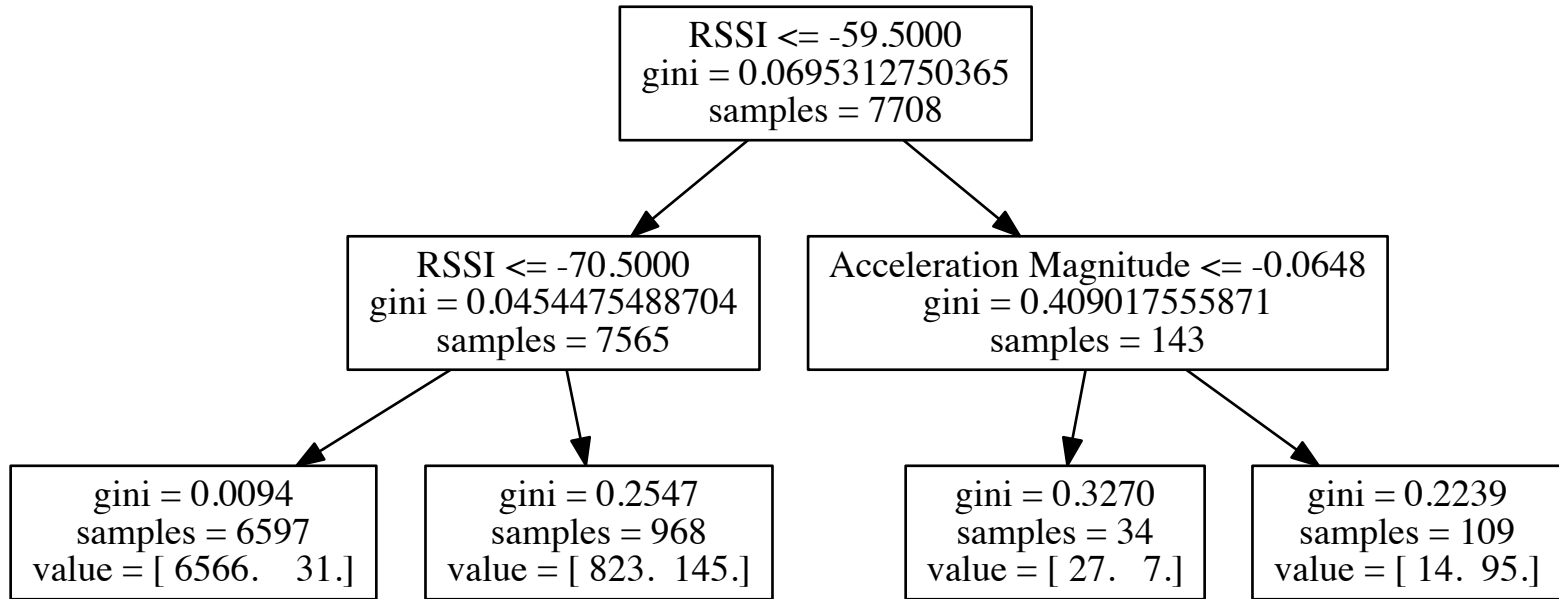 RSSI <= -59.5000
gini = 0.0695312750365
samples = 7708
RSSI <= -70.5000
gini = 0.0454475488704
samples = 7565
Acceleration Magnitude <= -0.0648
gini = 0.409017555871
samples = 143
gini = 0.0094
samples = 6597
value = [ 6566.    31.]
gini = 0.2547
samples = 968
value = [ 823.  145.]
gini = 0.3270
samples = 34
value = [ 27.   7.]
gini = 0.2239
samples = 109
value = [ 14.  95.]